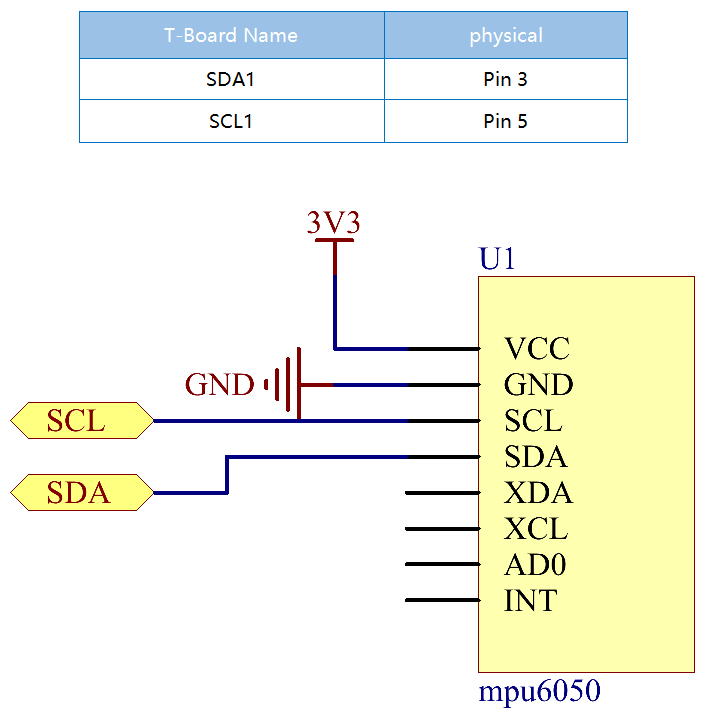 T-Board Name physical
SDA1 Pin 3
SCL1 Pin 5
3V3
U1
VCC
GND GND
SCL SCL
SDA
SDA XDA
XCL
AD0
INT
mpu6050